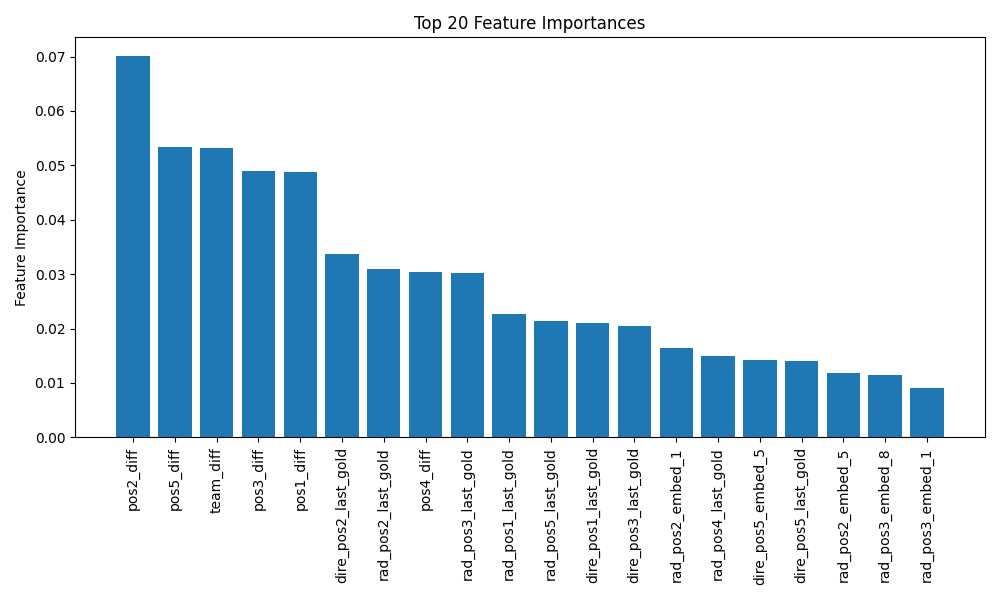 Top 20 Feature Importances
Feature Importance
0.07
0.06
0.05
0.04
0.03
0.02
0.01
0.00
pos2_diff
pos5_diff
team_diff
pos3_diff
pos1_diff
dire_pos2_last_gold
rad_pos2_last_gold
pos4_diff
rad_pos3_last_gold
rad_pos1_last_gold
rad_pos5_last_gold
dire_pos1_last_gold
dire_pos3_last_gold
rad_pos2_embed_1
rad_pos4_last_gold
dire_pos5_embed_5
dire_pos5_last_gold
rad_pos2_embed_5
rad_pos3_embed_8
rad_pos3_embed_1